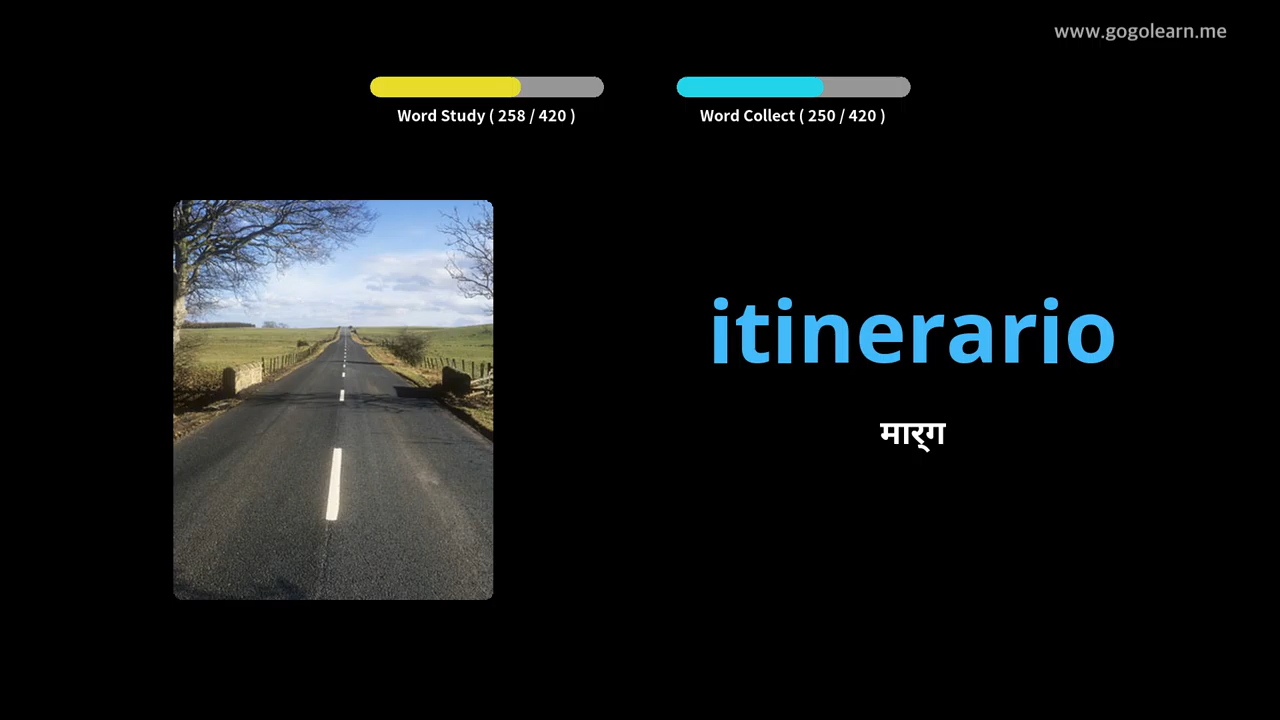 www.gogolearn.me
Word Study ( 258 / 420 )
Word Collect ( 250 / 420 )
itinerario
मार्ग